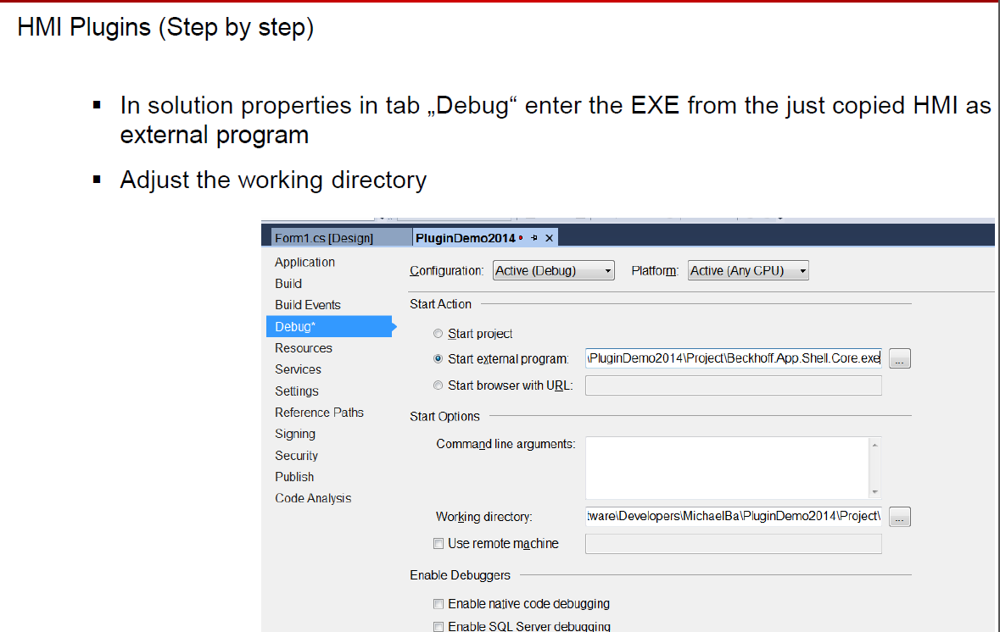 HMI Plugins (Step by step)
▪ In solution properties in tab „Debug“ enter the EXE from the just copied HMI as
external program
▪ Adjust the working directory
Form1.cs [Design]
PluginDemo2014
Application
Build
Build Events
Debug*
Resources
Services
Settings
Reference Paths
Signing
Security
Publish
Code Analysis
Configuration: Active (Debug) Platform: Active (Any CPU)
Start Action
Start project
Start external program: \PluginDemo2014\Project\Beckhoff.App.Shell.Core.exe ...
Start browser with URL:
Start Options
Command line arguments:
Working directory: tware\Developers\MichaelBa\PluginDemo2014\Project\ ...
Use remote machine
Enable Debuggers
Enable native code debugging
Enable SQL Server debugging